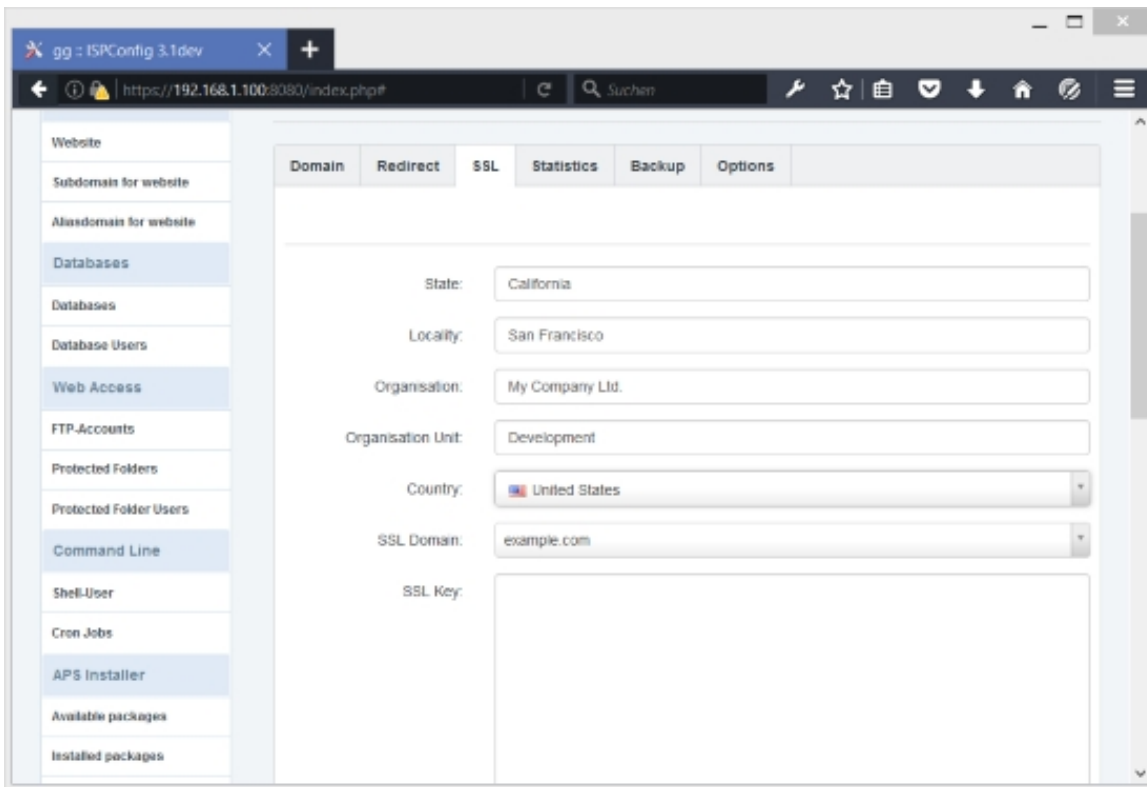 gg :: ISPConfig 3.1dev
https://192.168.1.100:8080/index.php#
Suchen
Website
Subdomain for website
Aliasdomain for website
Databases
Databases
Database Users
Web Access
FTP-Accounts
Protected Folders
Protected Folder Users
Command Line
Shell-User
Cron Jobs
APS Installer
Available packages
Installed packages
Domain Redirect SSL Statistics Backup Options
State: California
Locality: San Francisco
Organisation: My Company Ltd.
Organisation Unit: Development
Country: United States
SSL Domain: example.com
SSL Key: